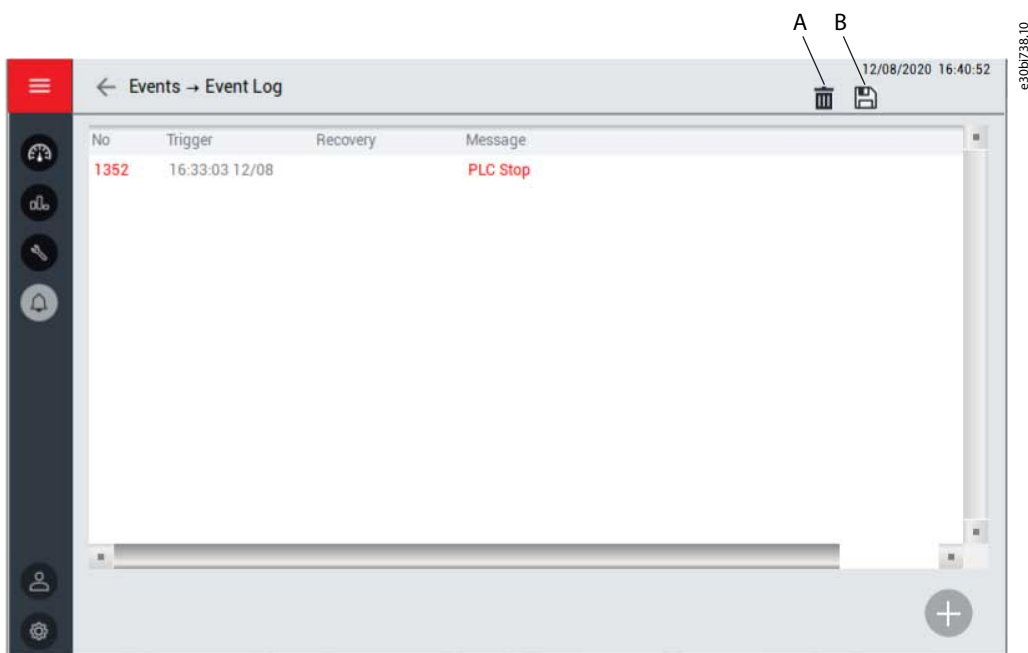 A B
e30bj738.10
12/08/2020 16:40:52
← Events → Event Log
No Trigger Recovery Message
1352 16:33:03 12/08 PLC Stop